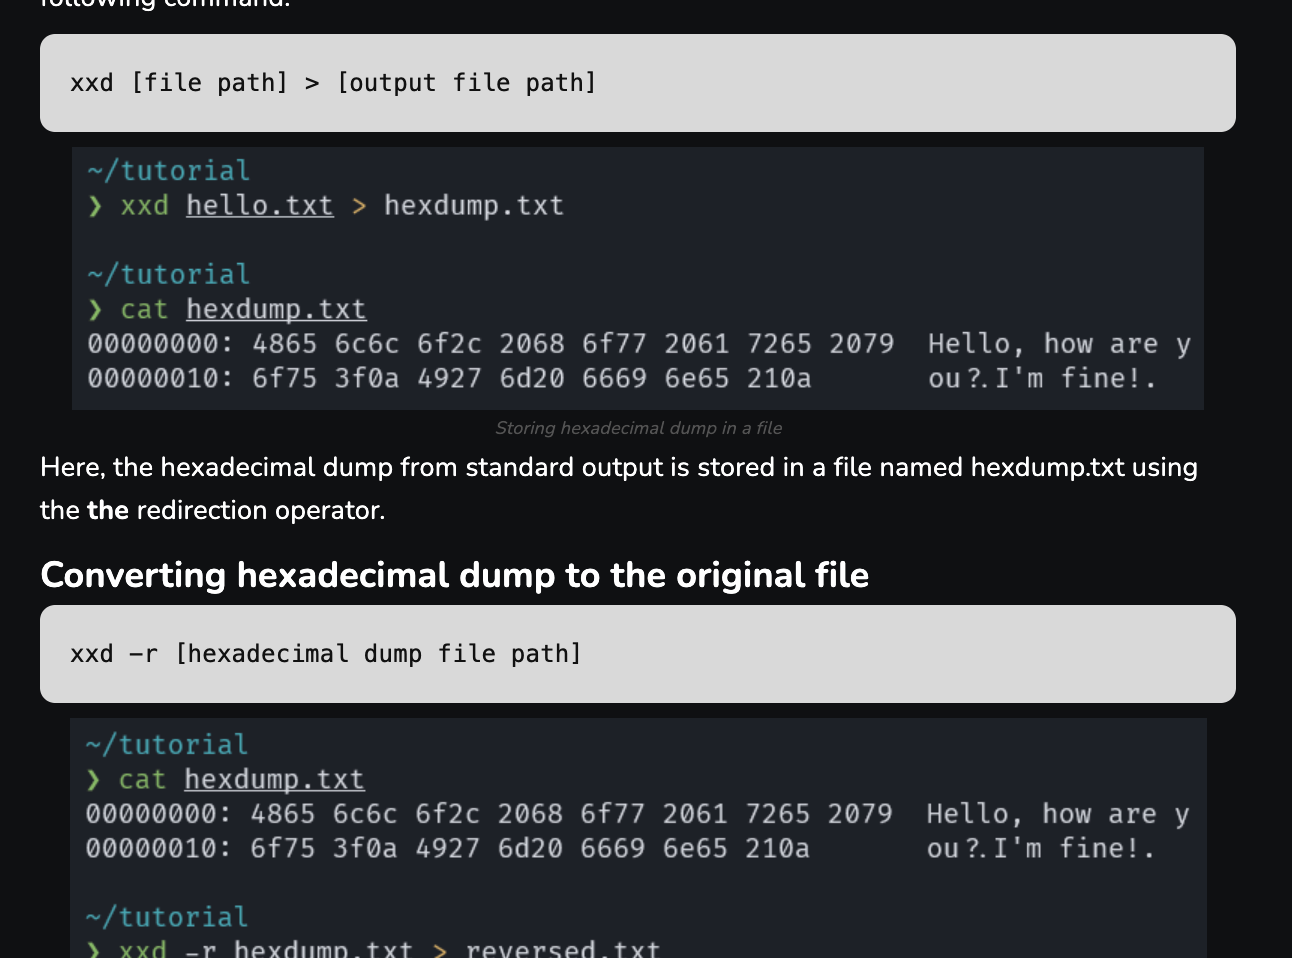 following command.
xxd [file path] > [output file path]
~/tutorial
❯ xxd hello.txt > hexdump.txt
~/tutorial
❯ cat hexdump.txt
00000000: 4865 6c6c 6f2c 2068 6f77 2061 7265 2079  Hello, how are y
00000010: 6f75 3f0a 4927 6d20 6669 6e65 210a       ou?.I'm fine!.
Storing hexadecimal dump in a file
Here, the hexadecimal dump from standard output is stored in a file named hexdump.txt using
the the redirection operator.
Converting hexadecimal dump to the original file
xxd -r [hexadecimal dump file path]
~/tutorial
❯ cat hexdump.txt
00000000: 4865 6c6c 6f2c 2068 6f77 2061 7265 2079  Hello, how are y
00000010: 6f75 3f0a 4927 6d20 6669 6e65 210a       ou?.I'm fine!.
~/tutorial
❯ xxd -r hexdump.txt > reversed.txt